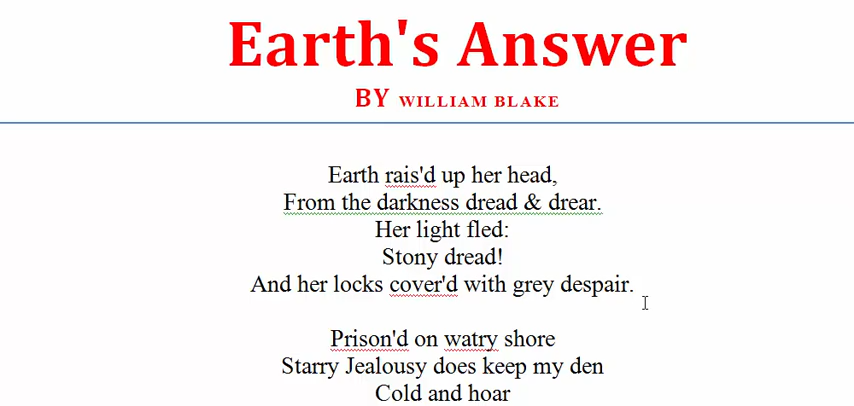 Earth's Answer
BY WILLIAM BLAKE
Earth rais'd up her head,
From the darkness dread & drear.
Her light fled:
Stony dread!
And her locks cover'd with grey despair.
Prison'd on watry shore
Starry Jealousy does keep my den
Cold and hoar